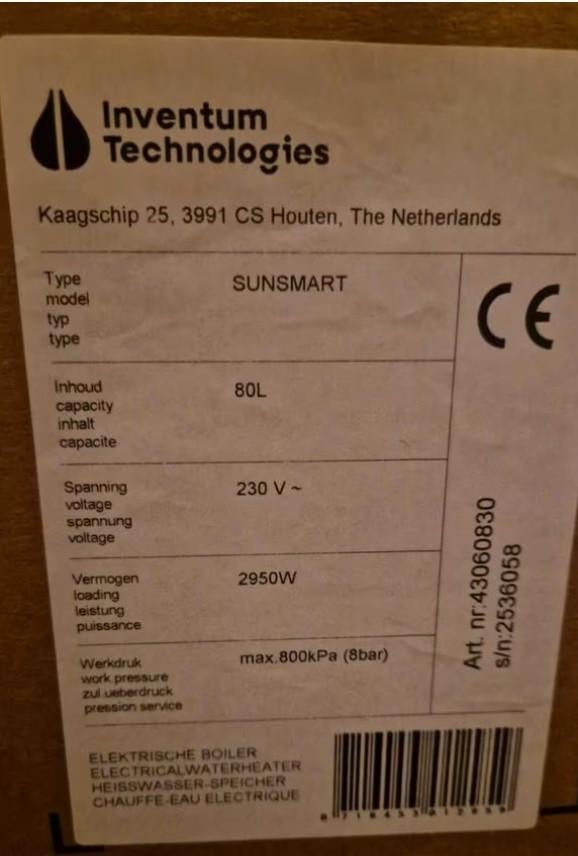 Inventum
Technologies
Kaagschip 25, 3991 CS Houten, The Netherlands
Type
model
typ
type
SUNSMART
CE
Inhoud
capacity
inhalt
capacite
80L
Spanning
voltage
spannung
voltage
230 V ~
Vermogen
loading
leistung
puissance
2950W
Werkdruk
work pressure
zul ueberdruck
pression service
max.800kPa (8bar)
Art. nr:43060830
s/n:2536058
ELEKTRISCHE BOILER
ELECTRICALWATERHEATER
HEISSWASSER-SPEICHER
CHAUFFE-EAU ELECTRIQUE